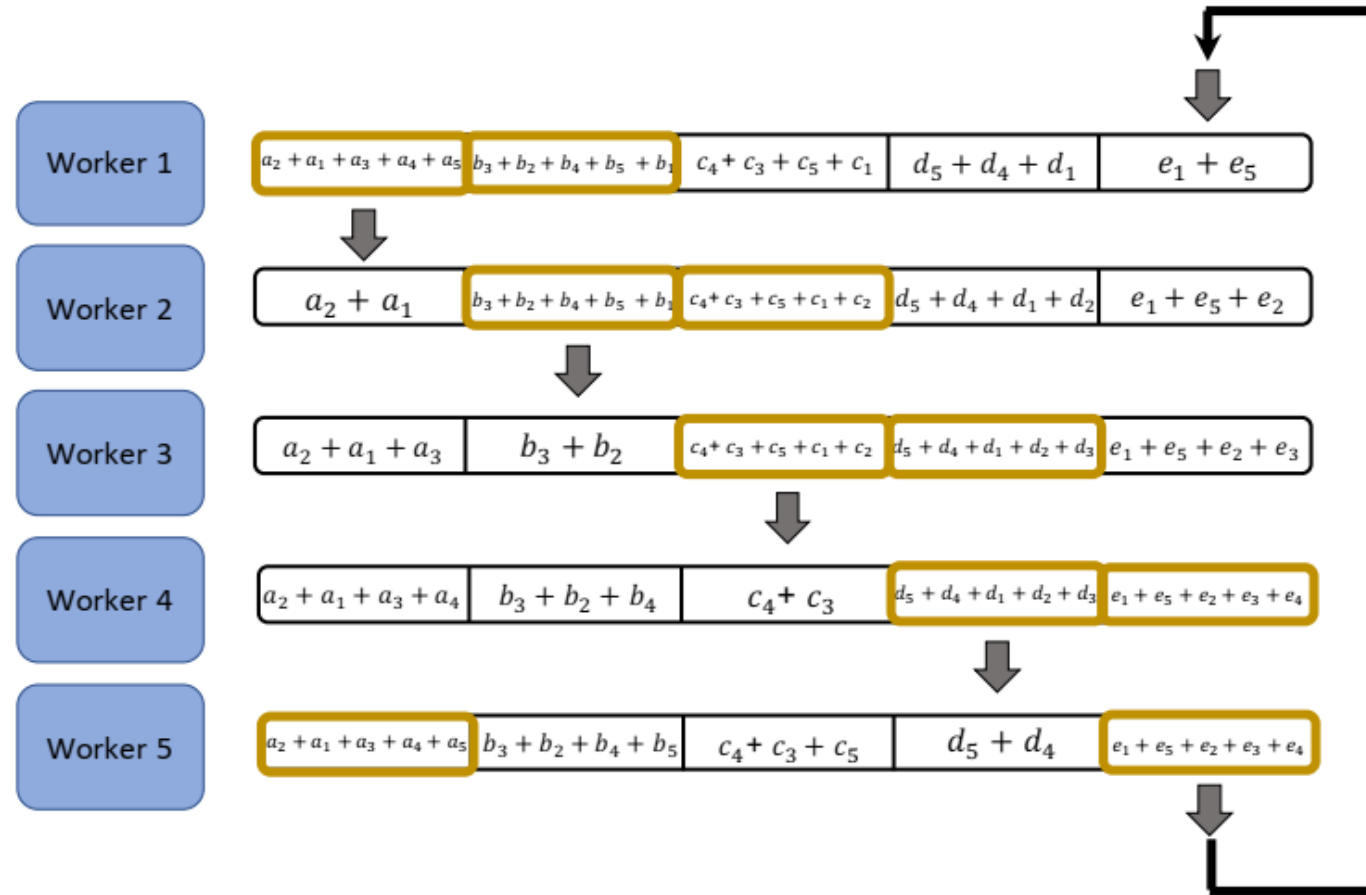 Worker 1 a₂ + a₁ + a₃ + a₄ + a₅ b₃ + b₂ + b₄ + b₅ + b₁ c₄+ c₃ + c₅ + c₁ d₅ + d₄ + d₁ e₁ + e₅
Worker 2 a₂ + a₁ b₃ + b₂ + b₄ + b₅ + b₁ c₄+ c₃ + c₅ + c₁ + c₂ d₅ + d₄ + d₁ + d₂ e₁ + e₅ + e₂
Worker 3 a₂ + a₁ + a₃ b₃ + b₂ c₄+ c₃ + c₅ + c₁ + c₂ d₅ + d₄ + d₁ + d₂ + d₃ e₁ + e₅ + e₂ + e₃
Worker 4 a₂ + a₁ + a₃ + a₄ b₃ + b₂ + b₄ c₄+ c₃ d₅ + d₄ + d₁ + d₂ + d₃ e₁ + e₅ + e₂ + e₃ + e₄
Worker 5 a₂ + a₁ + a₃ + a₄ + a₅ b₃ + b₂ + b₄ + b₅ c₄+ c₃ + c₅ d₅ + d₄ e₁ + e₅ + e₂ + e₃ + e₄